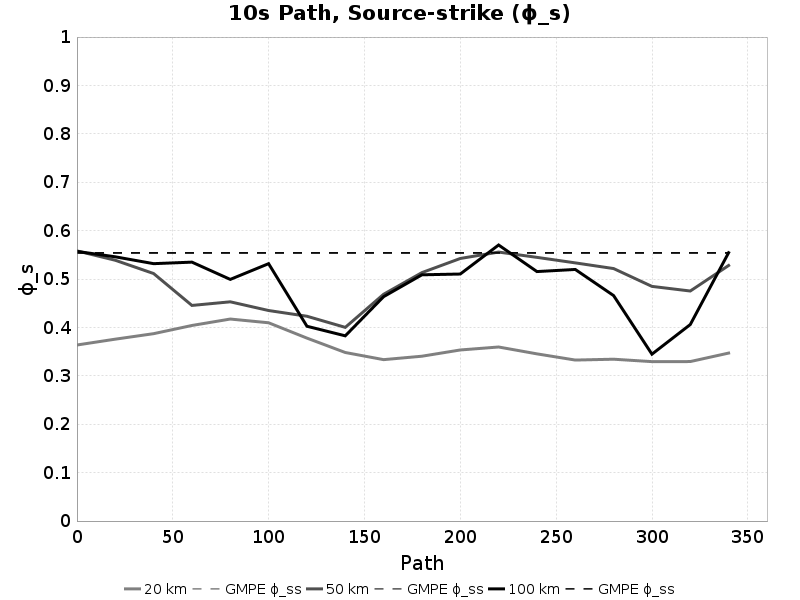 10s Path, Source-strike (ϕ_s)
1
0.9
0.8
0.7
0.6
0.5
0.4
0.3
0.2
0.1
0
ϕ_s
0 50 100 150 200 250 300 350
Path
20 km GMPE ϕ_ss 50 km GMPE ϕ_ss 100 km GMPE ϕ_ss